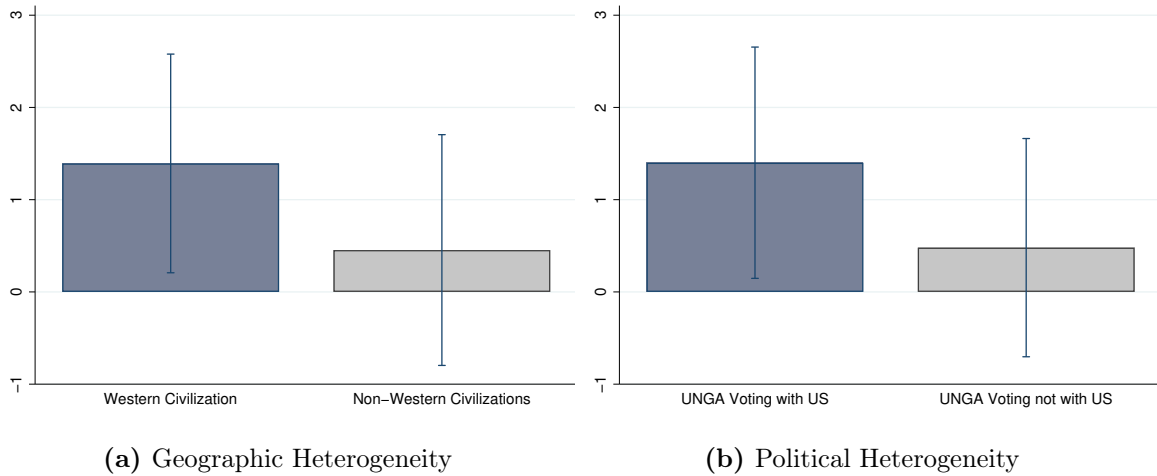 3
2
1
0
−1
Western Civilization
Non−Western Civilizations
(a) Geographic Heterogeneity
3
2
1
0
−1
UNGA Voting with US
UNGA Voting not with US
(b) Political Heterogeneity